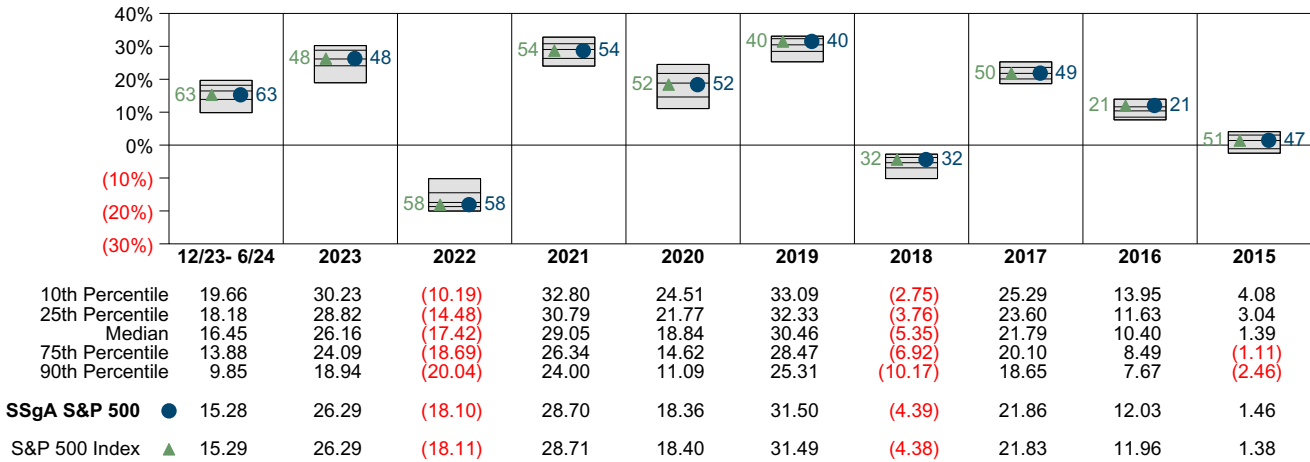 40%
30%
20%
10%
0%
(10%)
(20%)
(30%)
63 63
48 48
58 58
54 54
52 52
40 40
32 32
50 49
21 21
51 47
12/23- 6/24 2023 2022 2021 2020 2019 2018 2017 2016 2015
10th Percentile 19.66 30.23 (10.19) 32.80 24.51 33.09 (2.75) 25.29 13.95 4.08
25th Percentile 18.18 28.82 (14.48) 30.79 21.77 32.33 (3.76) 23.60 11.63 3.04
Median 16.45 26.16 (17.42) 29.05 18.84 30.46 (5.35) 21.79 10.40 1.39
75th Percentile 13.88 24.09 (18.69) 26.34 14.62 28.47 (6.92) 20.10 8.49 (1.11)
90th Percentile 9.85 18.94 (20.04) 24.00 11.09 25.31 (10.17) 18.65 7.67 (2.46)
SSgA S&P 500 15.28 26.29 (18.10) 28.70 18.36 31.50 (4.39) 21.86 12.03 1.46
S&P 500 Index 15.29 26.29 (18.11) 28.71 18.40 31.49 (4.38) 21.83 11.96 1.38